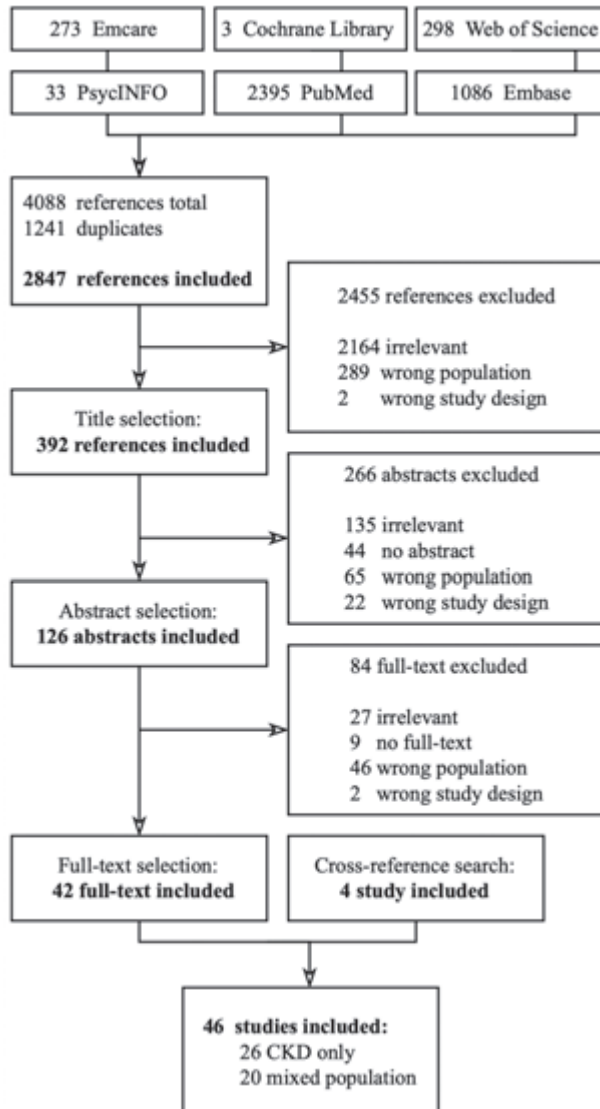 273 Emcare
3 Cochrane Library
298 Web of Science
33 PsycINFO
2395 PubMed
1086 Embase
4088 references total
1241 duplicates
2847 references included
2455 references excluded
2164 irrelevant
289 wrong population
2 wrong study design
Title selection:
392 references included
266 abstracts excluded
135 irrelevant
44 no abstract
65 wrong population
22 wrong study design
Abstract selection:
126 abstracts included
84 full-text excluded
27 irrelevant
9 no full-text
46 wrong population
2 wrong study design
Full-text selection:
42 full-text included
Cross-reference search:
4 study included
46 studies included:
26 CKD only
20 mixed population